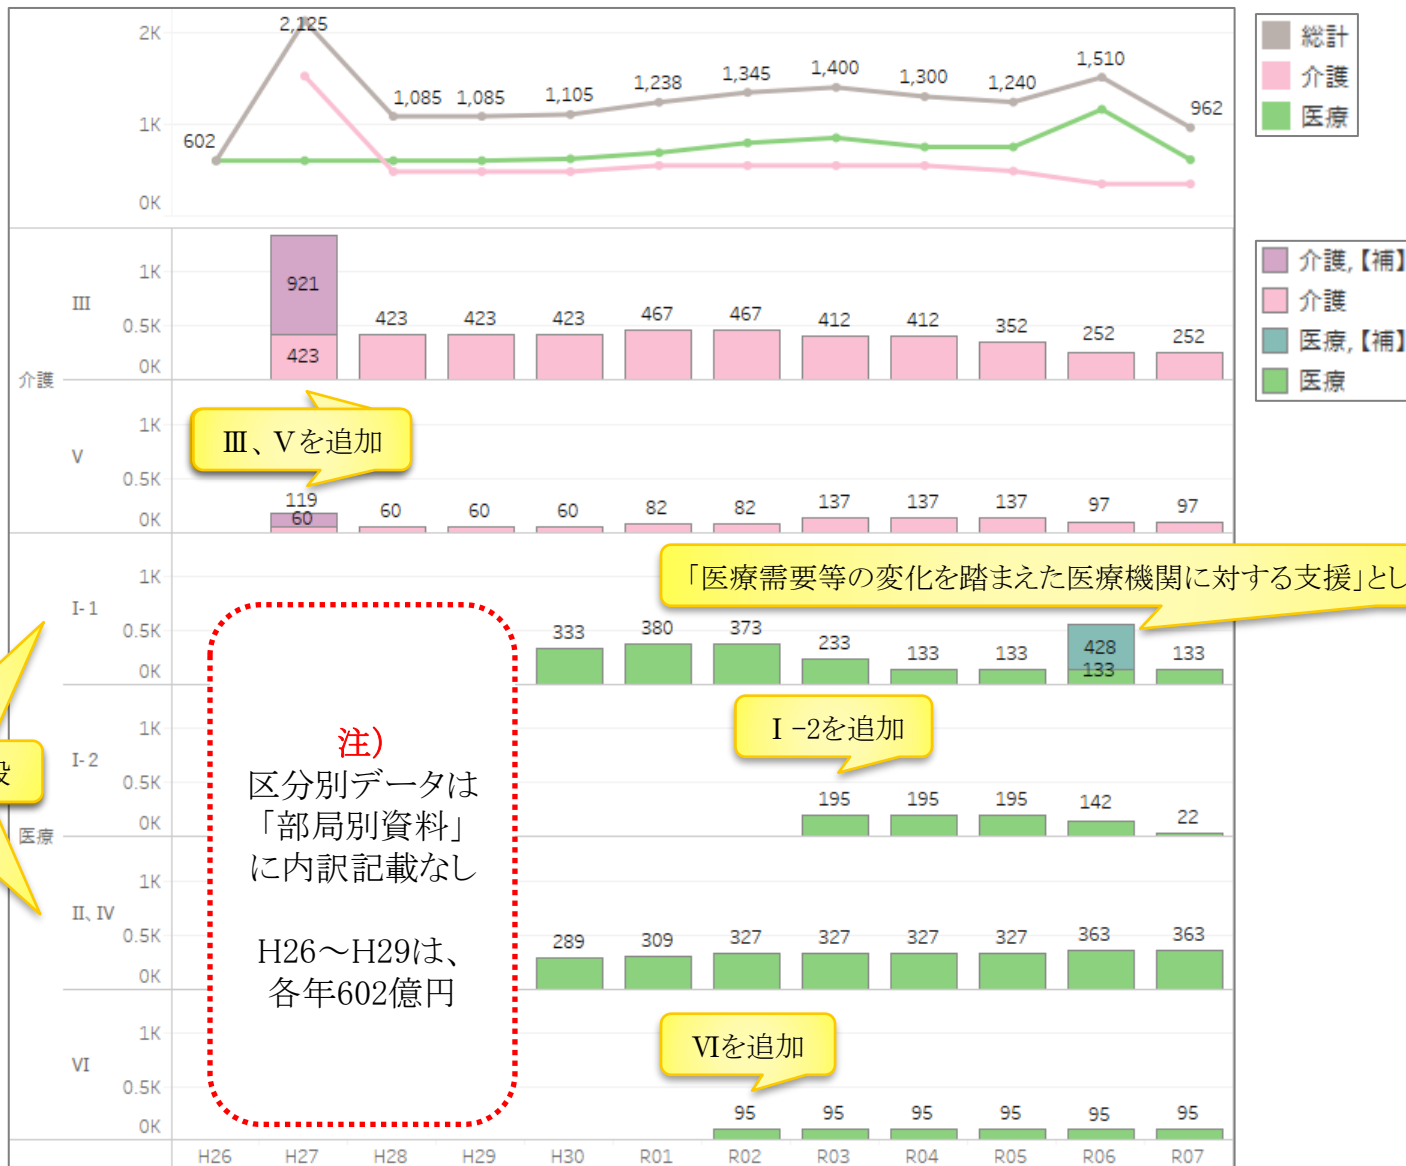 2K
1K
0K
602
2,125
1,085
1,085
1,105
1,238
1,345
1,400
1,300
1,240
1,510
962
総計
介護
医療
介護,【補】
介護
医療,【補】
医療
介護
III
1K
0.5K
0K
921
423
423
423
423
467
467
412
412
352
252
252
Ⅲ、Ⅴを追加
V
1K
0.5K
0K
119
60
60
60
60
82
82
137
137
137
97
97
「医療需要等の変化を踏まえた医療機関に対する支援」とし
医療
I-1
1K
0.5K
0K
333
380
373
233
133
133
428
133
133
設
I-2
1K
0.5K
0K
Ⅰ-2を追加
195
195
195
142
22
注)
区分別データは
「部局別資料」
に内訳記載なし
H26～H29は、
各年602億円
II、IV
1K
0.5K
0K
289
309
327
327
327
327
363
363
VI
1K
0.5K
0K
Ⅵを追加
95
95
95
95
95
95
H26
H27
H28
H29
H30
R01
R02
R03
R04
R05
R06
R07